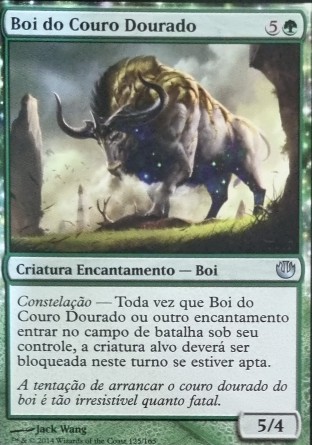 Boi do Couro Dourado 5
Criatura Encantamento — Boi
Constelação — Toda vez que Boi do
Couro Dourado ou outro encantamento
entrar no campo de batalha sob seu
controle, a criatura alvo deverá ser
bloqueada neste turno se estiver apta.
A tentação de arrancar o couro dourado do
boi é tão irresistível quanto fatal.
5/4
Jack Wang
™ & © 2014 Wizards of the Coast 125/165